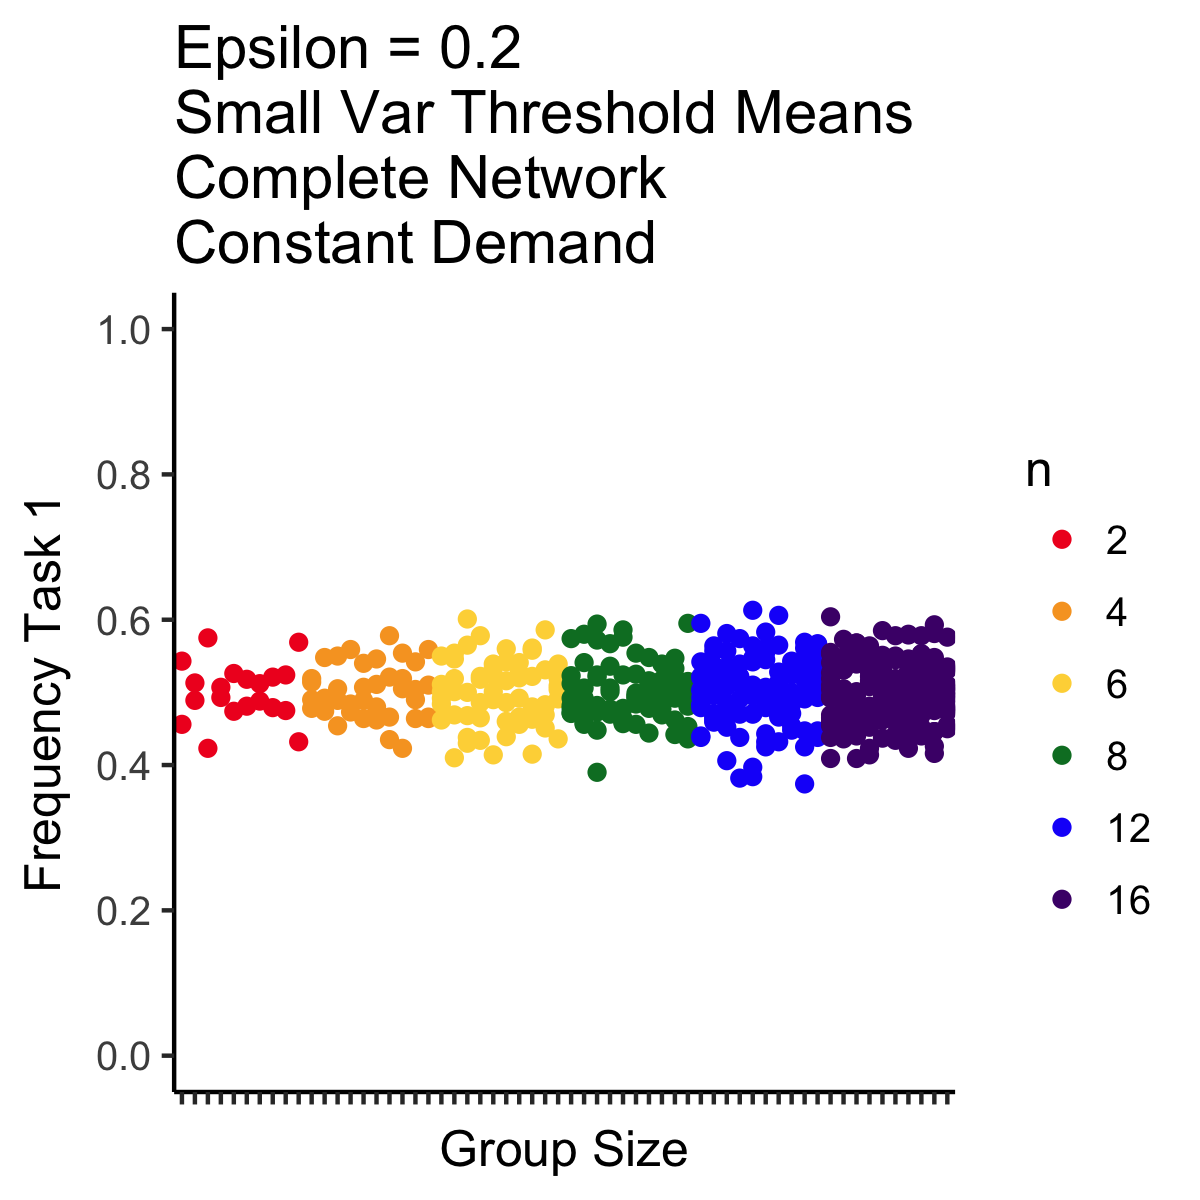 Epsilon = 0.2
Small Var Threshold Means
Complete Network
Constant Demand
1.0
0.8
0.6
0.4
0.2
0.0
Frequency Task 1
Group Size
n
2
4
6
8
12
16